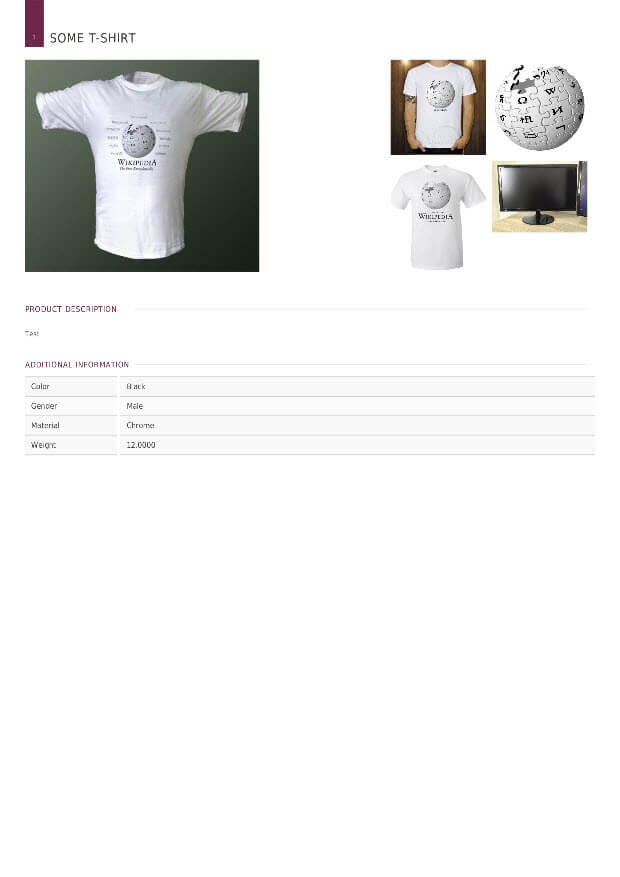 1
SOME T-SHIRT
WIKIPEDIA
The Free Encyclopedia
Ω
W
И
WIKIPEDIA
PRODUCT DESCRIPTION
Test
ADDITIONAL INFORMATION
Color Black
Gender Male
Material Chrome
Weight 12.0000